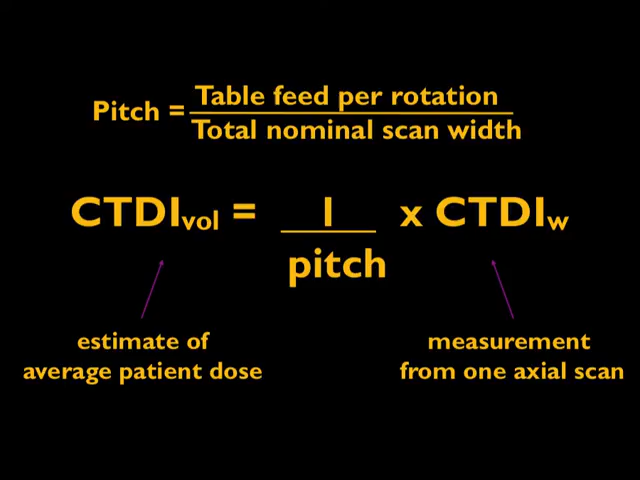 Pitch = Table feed per rotation
Total nominal scan width
CTDIvol = 1 x CTDIw
pitch
estimate of
average patient dose
measurement
from one axial scan